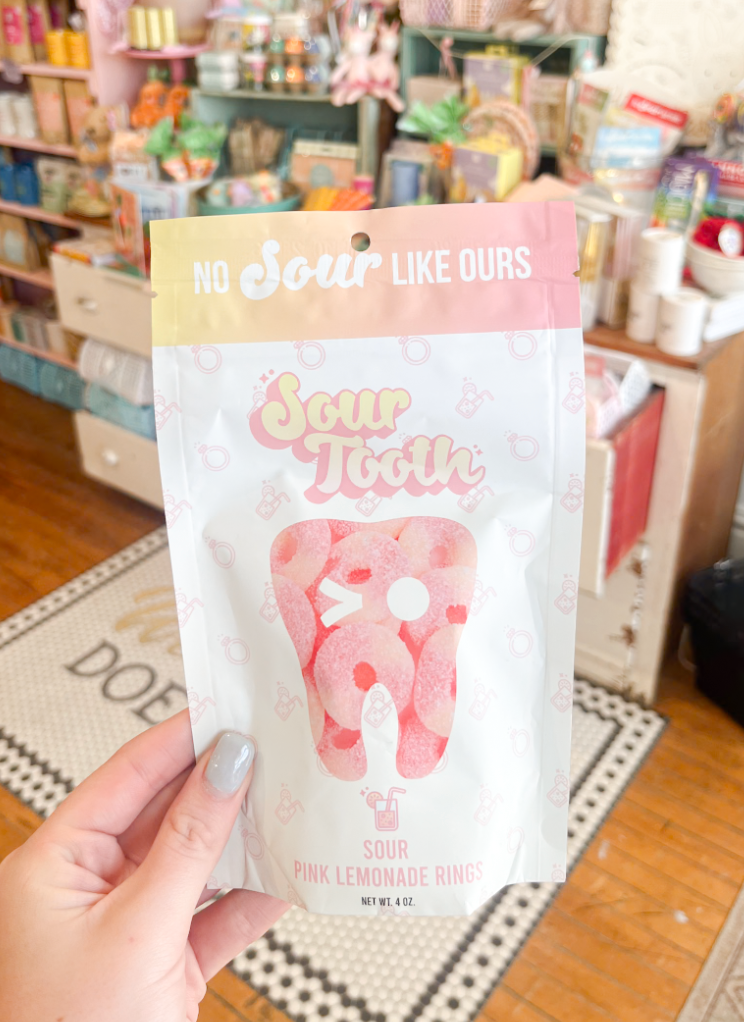 NO Sour LIKE OURS
Sour
Tooth
SOUR
PINK LEMONADE RINGS
NET WT. 4 OZ.
DOE